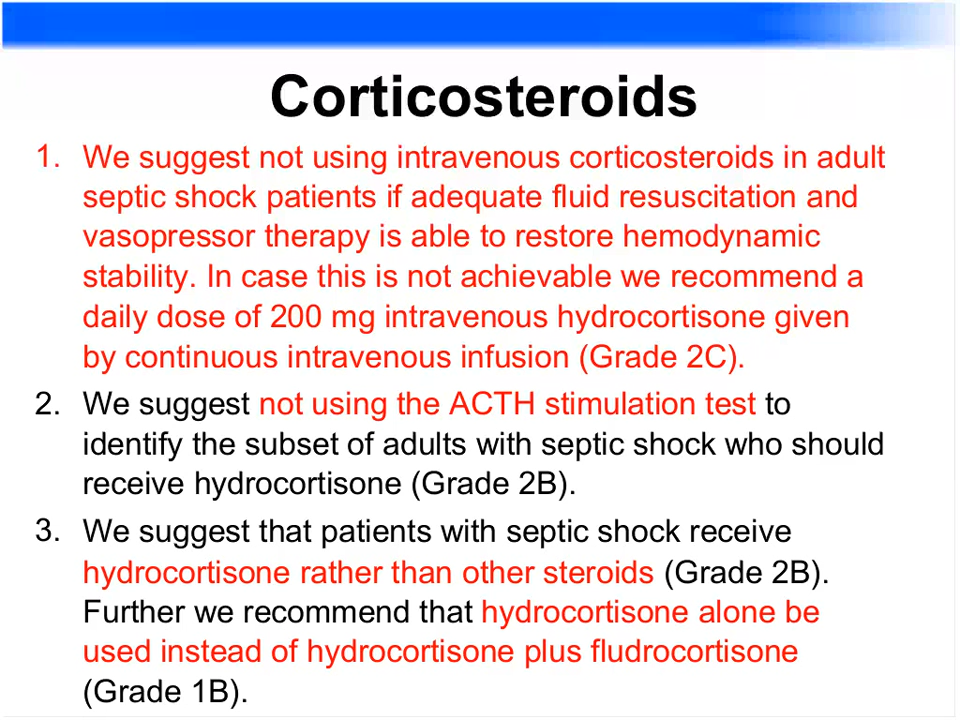 Corticosteroids
1. We suggest not using intravenous corticosteroids in adult
septic shock patients if adequate fluid resuscitation and
vasopressor therapy is able to restore hemodynamic
stability. In case this is not achievable we recommend a
daily dose of 200 mg intravenous hydrocortisone given
by continuous intravenous infusion (Grade 2C).
2. We suggest not using the ACTH stimulation test to
identify the subset of adults with septic shock who should
receive hydrocortisone (Grade 2B).
3. We suggest that patients with septic shock receive
hydrocortisone rather than other steroids (Grade 2B).
Further we recommend that hydrocortisone alone be
used instead of hydrocortisone plus fludrocortisone
(Grade 1B).